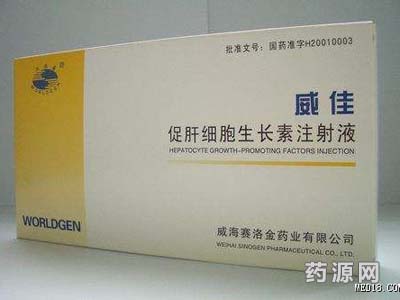 批准文号：国药准字H20010003
威佳
促肝细胞生长素注射液
HEPATOCYTE GROWTH-PROMOTING FACTORS INJECTION
WORLDGEN
威海赛洛金药业有限公司
WEIHAI SINOGEN PHARMACEUTICAL CO., LTD.
药源网
MED18.COM